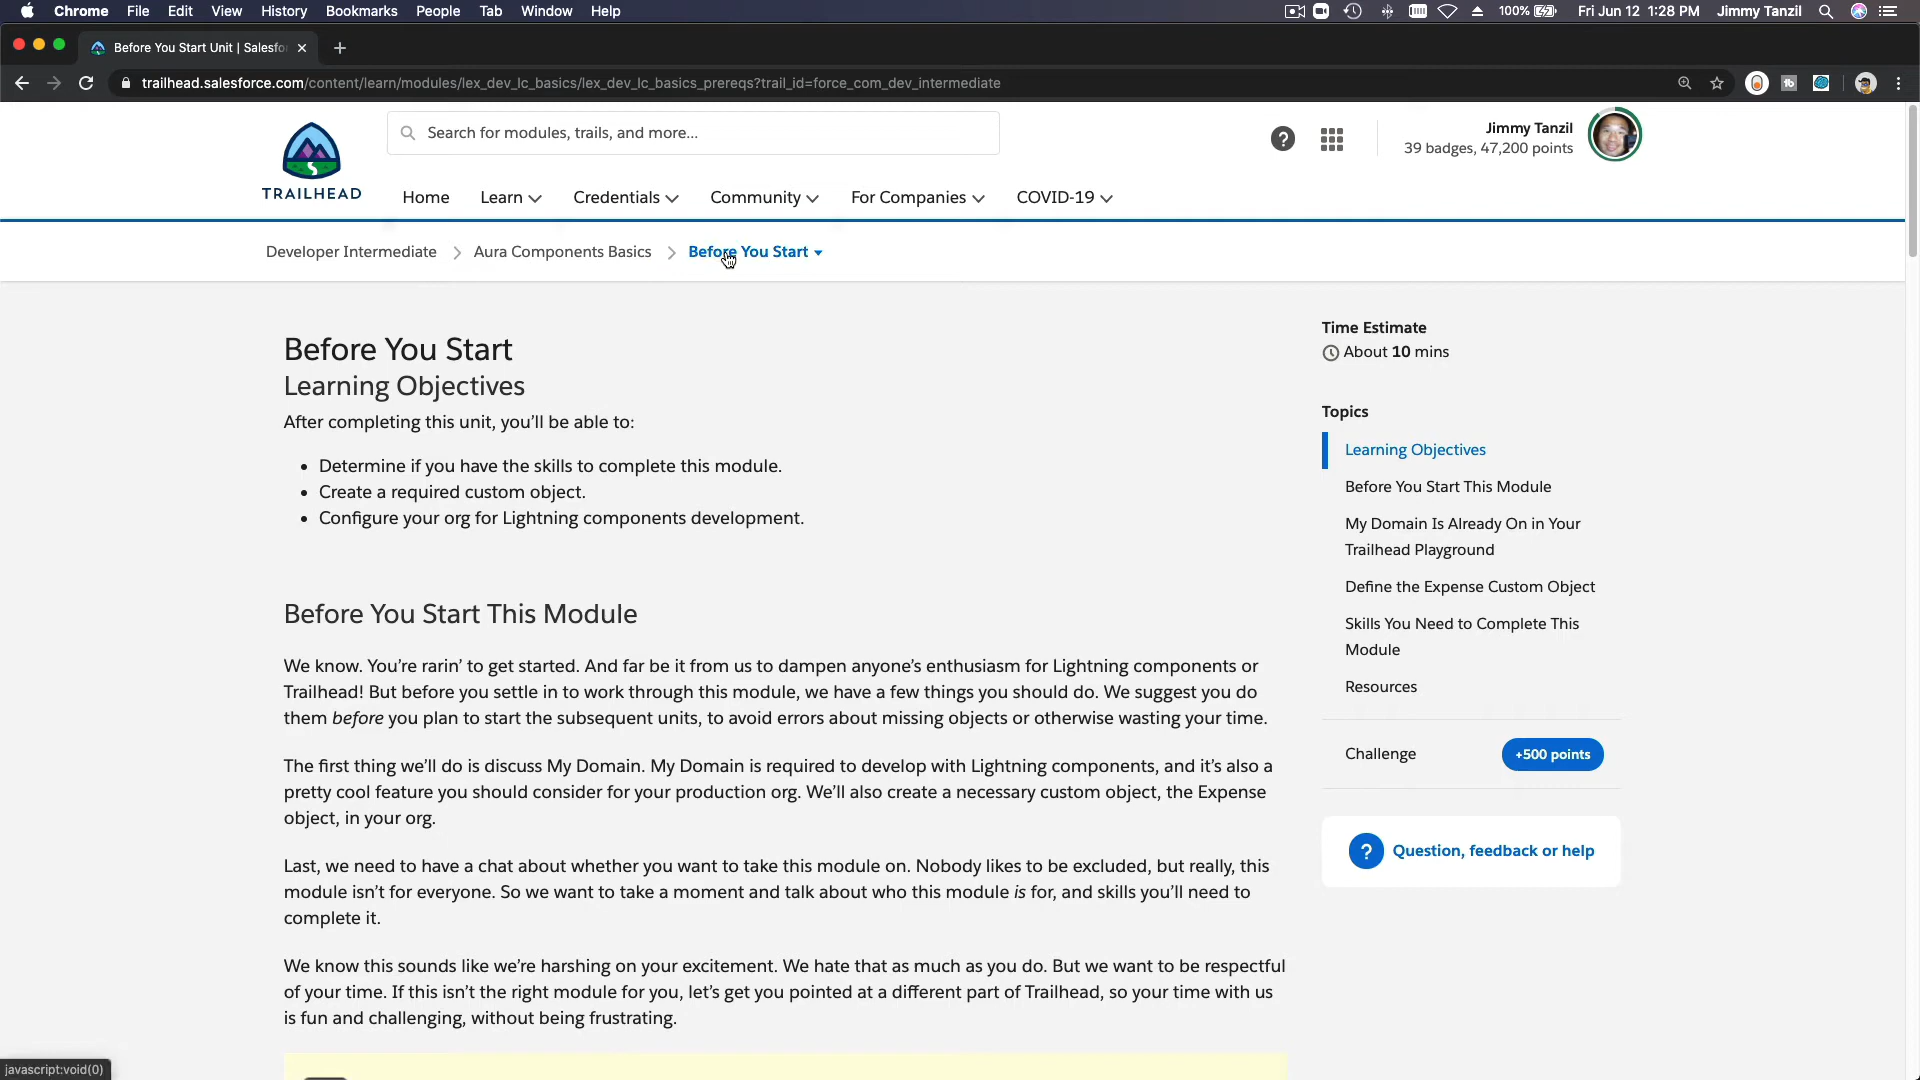 Chrome File Edit View History Bookmarks People Tab Window Help 100% Fri Jun 12 1:28 PM Jimmy Tanzil
Before You Start Unit | Salesfo
trailhead.salesforce.com/content/learn/modules/lex_dev_lc_basics/lex_dev_lc_basics_prereqs?trail_id=force_com_dev_intermediate
TRAILHEAD
Search for modules, trails, and more...
Jimmy Tanzil
39 badges, 47,200 points
Home Learn Credentials Community For Companies COVID-19
Developer Intermediate > Aura Components Basics > Before You Start
Before You Start
Learning Objectives
After completing this unit, you’ll be able to:
• Determine if you have the skills to complete this module.
• Create a required custom object.
• Configure your org for Lightning components development.
Before You Start This Module
We know. You’re rarin’ to get started. And far be it from us to dampen anyone’s enthusiasm for Lightning components or
Trailhead! But before you settle in to work through this module, we have a few things you should do. We suggest you do
them before you plan to start the subsequent units, to avoid errors about missing objects or otherwise wasting your time.
The first thing we’ll do is discuss My Domain. My Domain is required to develop with Lightning components, and it’s also a
pretty cool feature you should consider for your production org. We’ll also create a necessary custom object, the Expense
object, in your org.
Last, we need to have a chat about whether you want to take this module on. Nobody likes to be excluded, but really, this
module isn’t for everyone. So we want to take a moment and talk about who this module is for, and skills you’ll need to
complete it.
We know this sounds like we’re harshing on your excitement. We hate that as much as you do. But we want to be respectful
of your time. If this isn’t the right module for you, let’s get you pointed at a different part of Trailhead, so your time with us
is fun and challenging, without being frustrating.
Time Estimate
About 10 mins
Topics
Learning Objectives
Before You Start This Module
My Domain Is Already On in Your
Trailhead Playground
Define the Expense Custom Object
Skills You Need to Complete This
Module
Resources
Challenge +500 points
? Question, feedback or help
javascript:void(0)